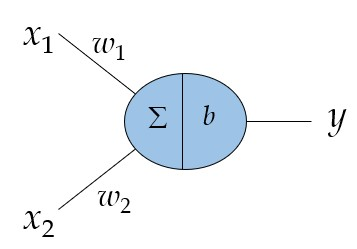 x₁
w₁
Σ b
y
w₂
x₂